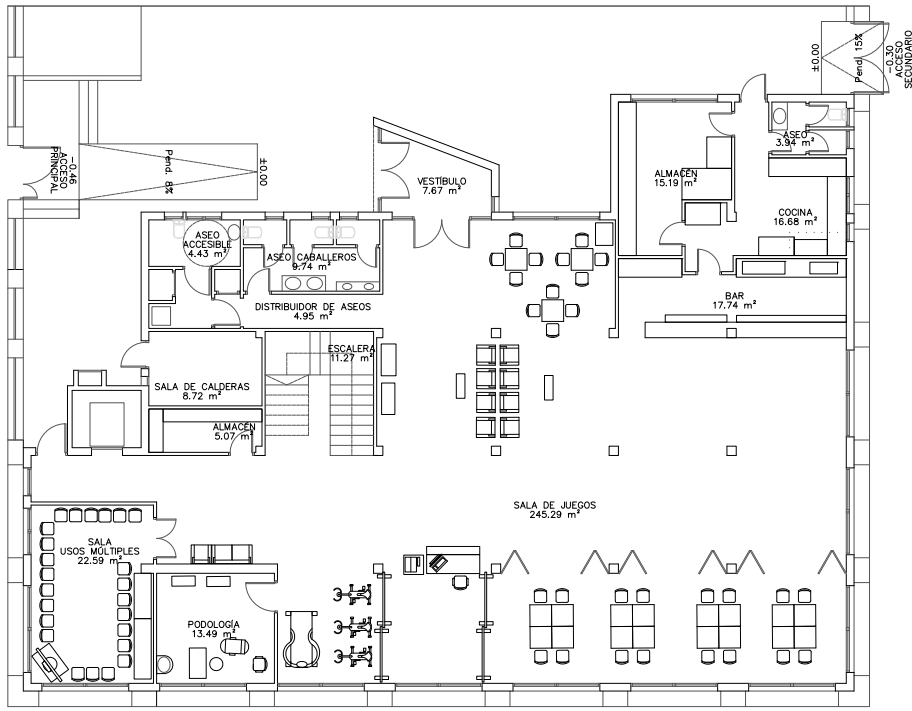 ±0.00
Pend. 15%
-0.30
ACCESO
SECUNDARIO
-0.46
ACCESO
PRINCIPAL
Pend. 8%
±0.00
VESTÍBULO
7.67 m²
ALMACÉN
15.19 m²
ASEO
3.94 m²
COCINA
16.68 m²
ASEO
ACCESIBLE
4.43 m²
ASEO CABALLEROS
9.74 m²
DISTRIBUIDOR DE ASEOS
4.95 m²
BAR
17.74 m²
ESCALERA
11.27 m²
SALA DE CALDERAS
8.72 m²
ALMACÉN
5.07 m²
SALA DE JUEGOS
245.29 m²
SALA
USOS MÚLTIPLES
22.59 m²
PODOLOGÍA
13.49 m²